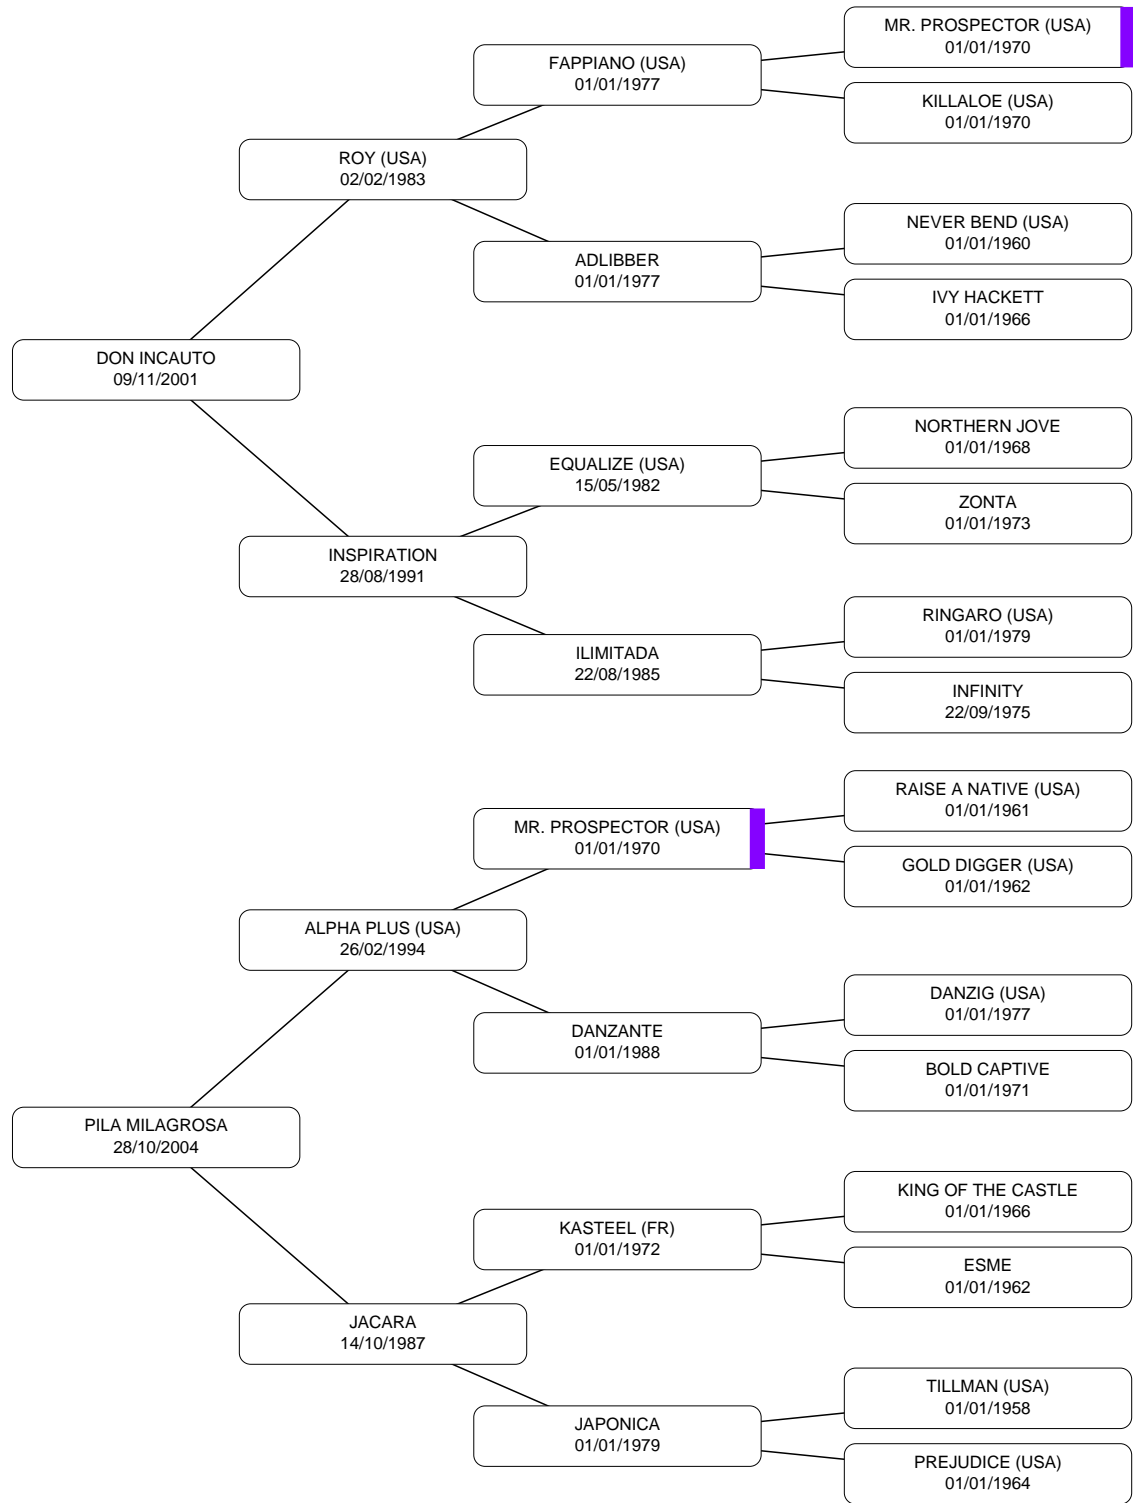 MR. PROSPECTOR (USA)
01/01/1970
FAPPIANO (USA)
01/01/1977
KILLALOE (USA)
01/01/1970
ROY (USA)
02/02/1983
NEVER BEND (USA)
01/01/1960
ADLIBBER
01/01/1977
IVY HACKETT
01/01/1966
DON INCAUTO
09/11/2001
NORTHERN JOVE
01/01/1968
EQUALIZE (USA)
15/05/1982
ZONTA
01/01/1973
INSPIRATION
28/08/1991
RINGARO (USA)
01/01/1979
ILIMITADA
22/08/1985
INFINITY
22/09/1975
RAISE A NATIVE (USA)
01/01/1961
MR. PROSPECTOR (USA)
01/01/1970
GOLD DIGGER (USA)
01/01/1962
ALPHA PLUS (USA)
26/02/1994
DANZIG (USA)
01/01/1977
DANZANTE
01/01/1988
BOLD CAPTIVE
01/01/1971
PILA MILAGROSA
28/10/2004
KING OF THE CASTLE
01/01/1966
KASTEEL (FR)
01/01/1972
ESME
01/01/1962
JACARA
14/10/1987
TILLMAN (USA)
01/01/1958
JAPONICA
01/01/1979
PREJUDICE (USA)
01/01/1964